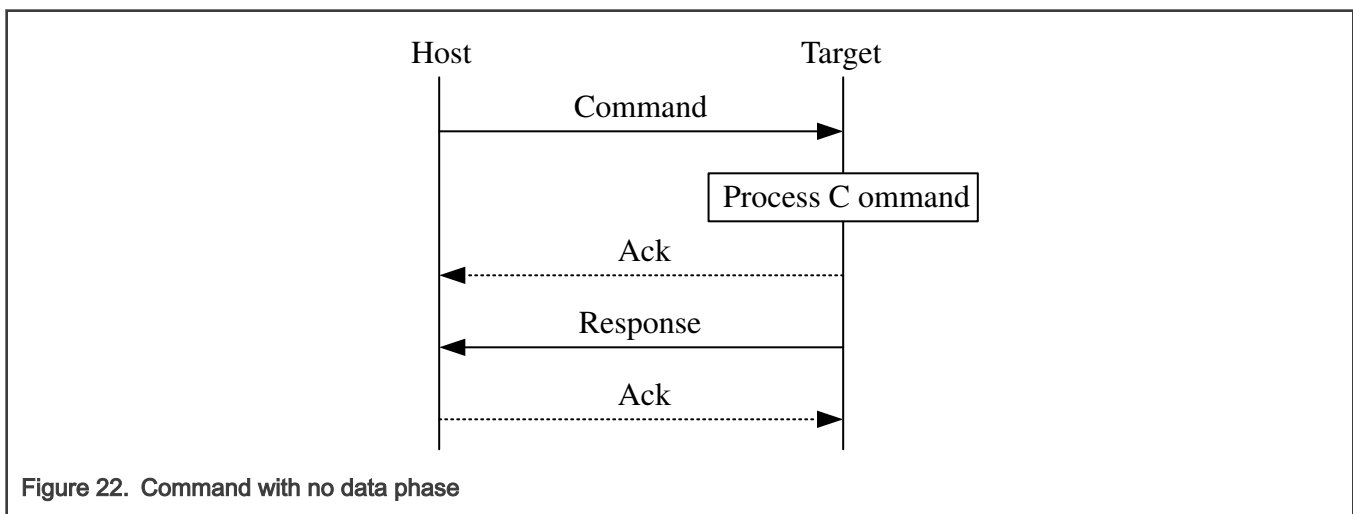 Host Target
Command
Process C ommand
Ack
Response
Ack
Figure 22. Command with no data phase